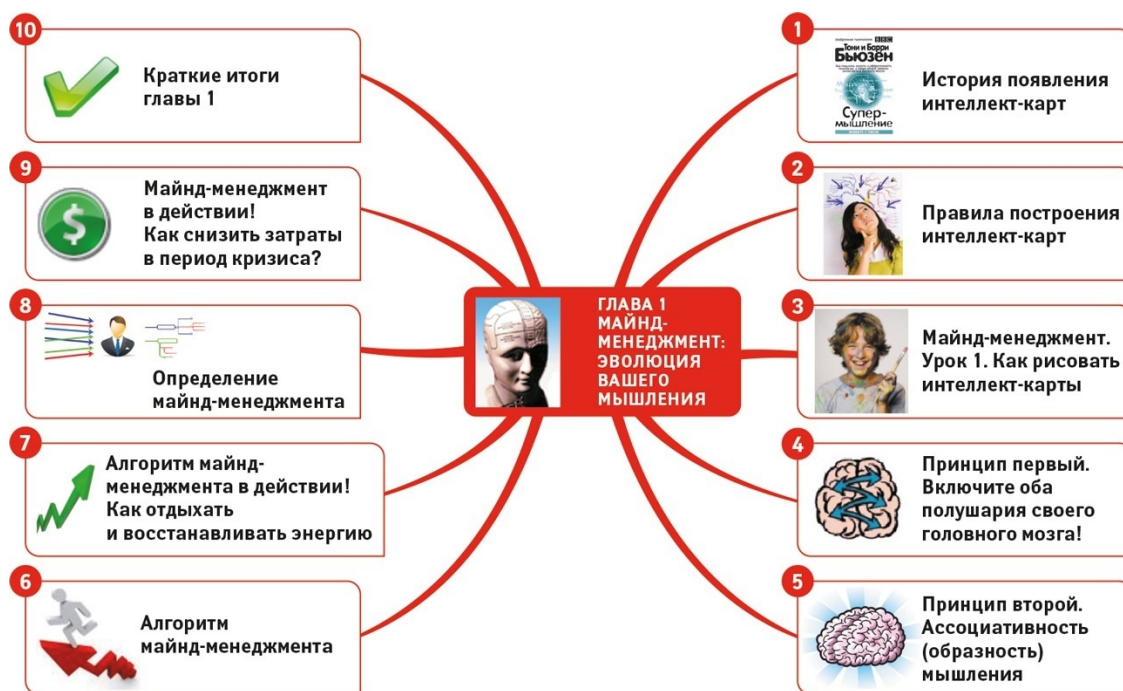 ГЛАВА 1
МАЙНД-
МЕНЕДЖМЕНТ:
ЭВОЛЮЦИЯ
ВАШЕГО
МЫШЛЕНИЯ
1
BBC
Тони и Барри
БЬЮЗЕН
Супер-
мышление
История появления
интеллект-карт
2
Правила построения
интеллект-карт
3
Майнд-менеджмент.
Урок 1. Как рисовать
интеллект-карты
4
Принцип первый.
Включите оба
полушария своего
головного мозга!
5
Принцип второй.
Ассоциативность
(образность)
мышления
6
Алгоритм
майнд-менеджмента
7
Алгоритм майнд-
менеджмента в действии!
Как отдыхать
и восстанавливать энергию
8
Определение
майнд-менеджмента
9
$
Майнд-менеджмент
в действии!
Как снизить затраты
в период кризиса?
10
Краткие итоги
главы 1